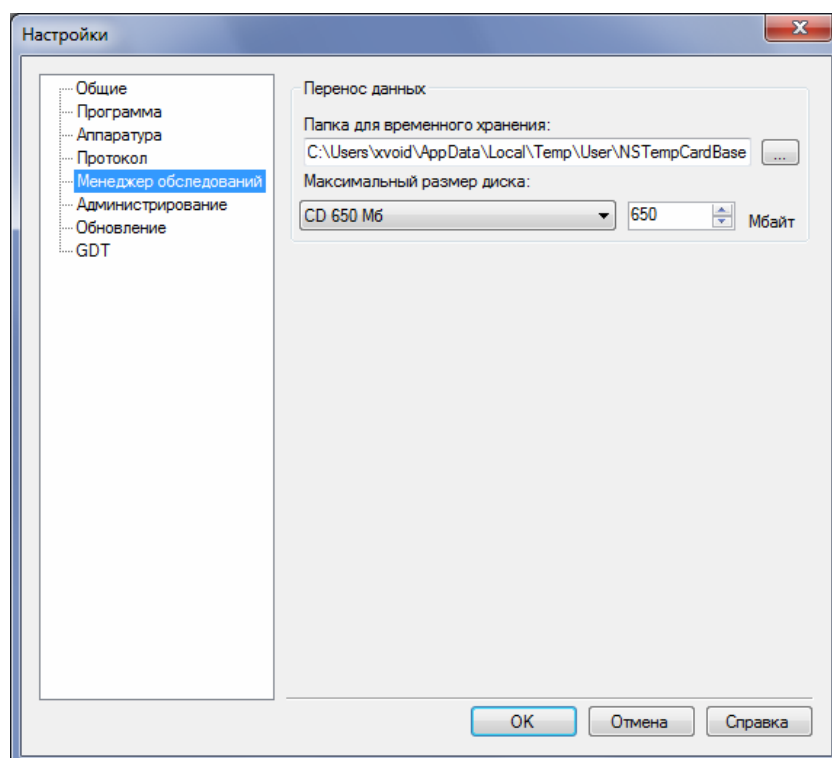 Настройки
Общие
Программа
Аппаратура
Протокол
Менеджер обследований
Администрирование
Обновление
GDT
Перенос данных
Папка для временного хранения:
C:\Users\xvoid\AppData\Local\Temp\User\NSTempCardBase ...
Максимальный размер диска:
CD 650 Мб 650 Мбайт
OK Отмена Справка